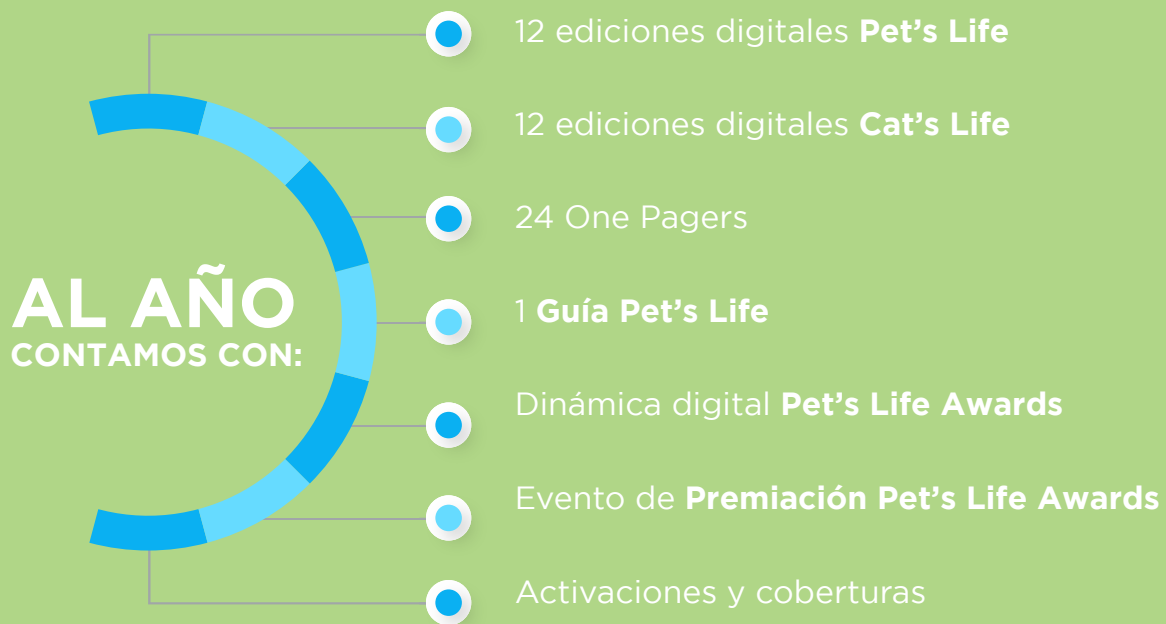 AL AÑO
CONTAMOS CON:
12 ediciones digitales Pet’s Life
12 ediciones digitales Cat’s Life
24 One Pagers
1 Guía Pet’s Life
Dinámica digital Pet’s Life Awards
Evento de Premiación Pet’s Life Awards
Activaciones y coberturas